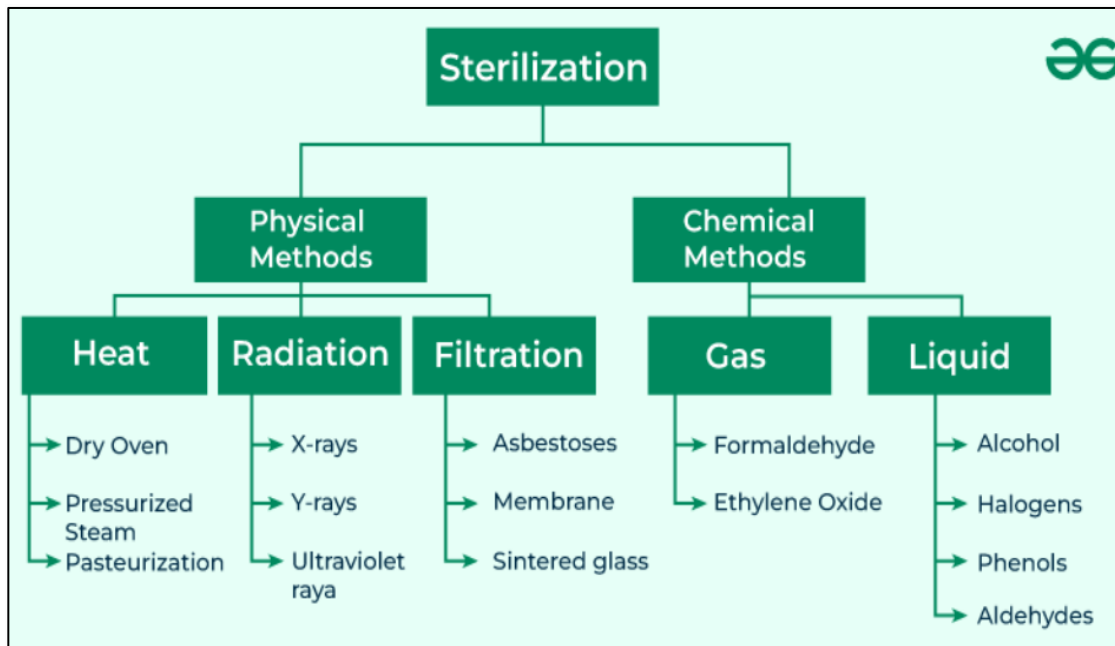 Sterilization
Physical
Methods
Chemical
Methods
Heat
Radiation
Filtration
Gas
Liquid
Dry Oven
Pressurized
Steam
Pasteurization
X-rays
Y-rays
Ultraviolet
raya
Asbestoses
Membrane
Sintered glass
Formaldehyde
Ethylene Oxide
Alcohol
Halogens
Phenols
Aldehydes